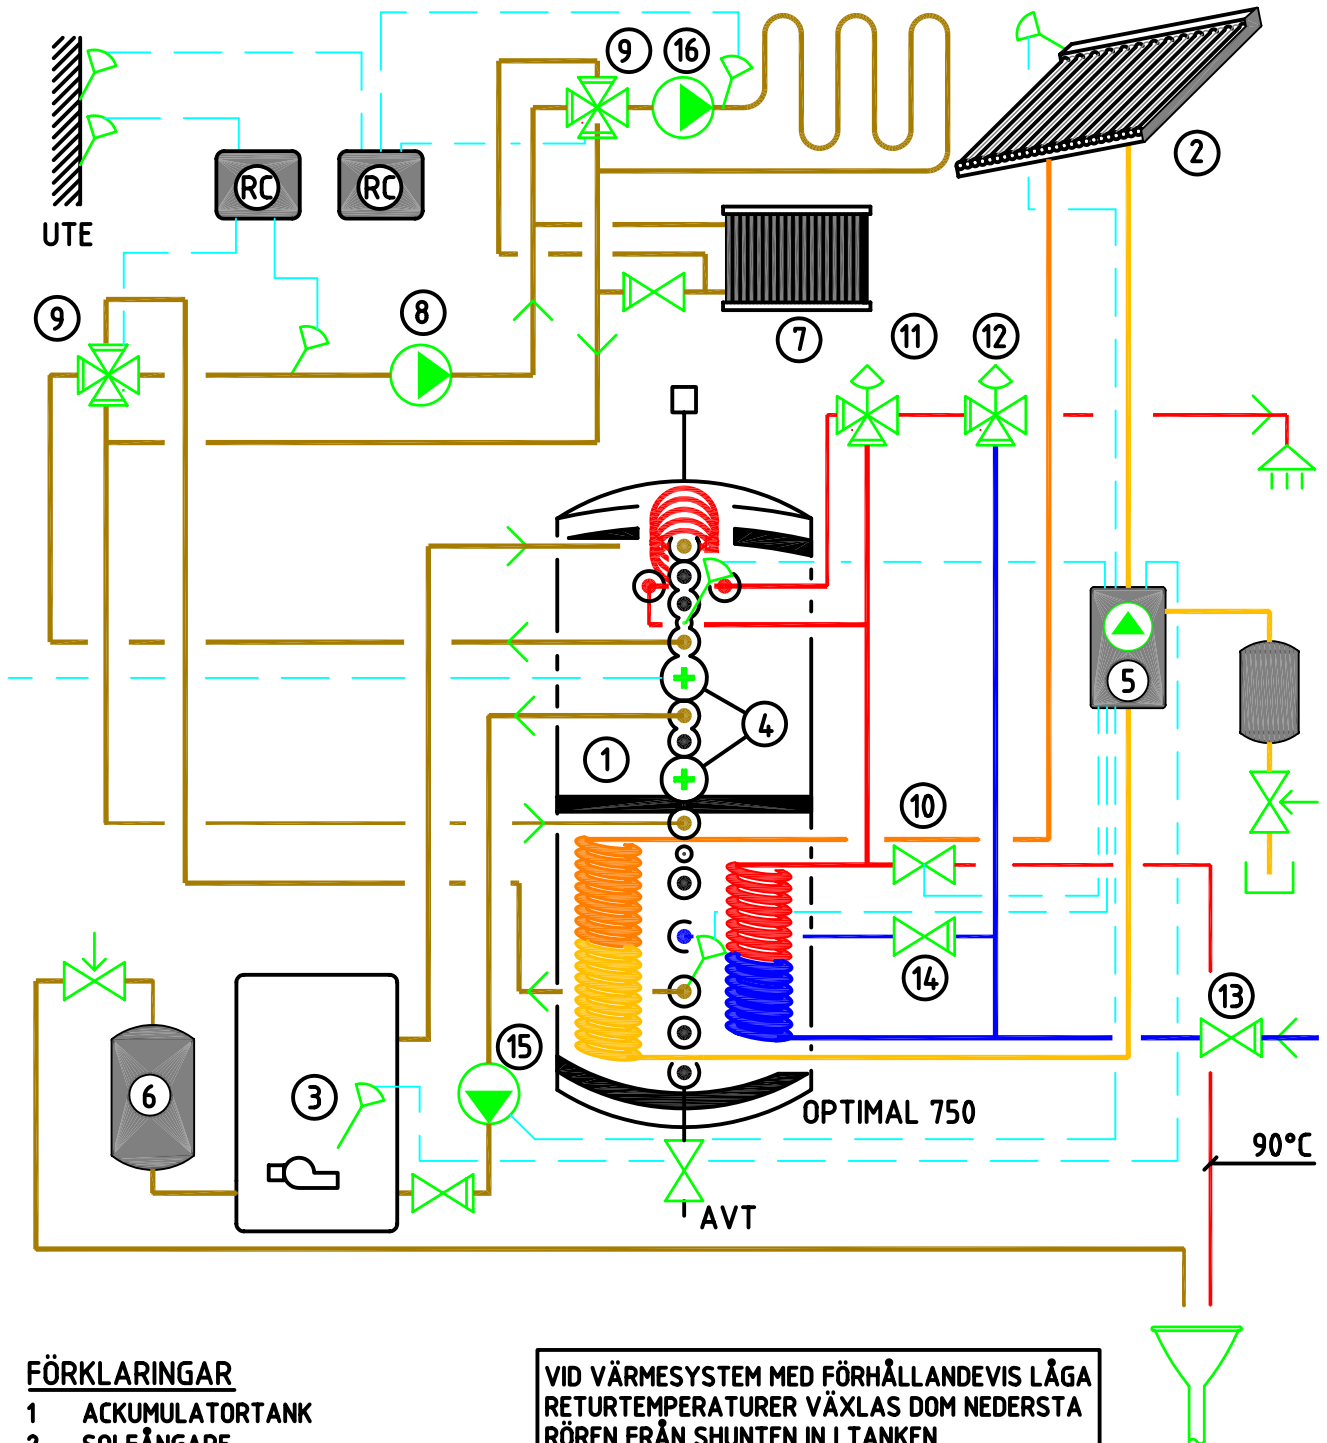 9
16
2
RC
RC
UTE
9
8
7
11
12
4
1
5
10
14
13
15
6
3
OPTIMAL 750
90°C
AVT
FÖRKLARINGAR
1 ACKUMULATORTANK
2 SOLFÅNGARE
VID VÄRMESYSTEM MED FÖRHÅLLANDEVIS LÅGA
RETURTEMPERATURER VÄXLAS DOM NEDERSTA
RÖREN FRÅN SHUNTEN IN I TANKEN